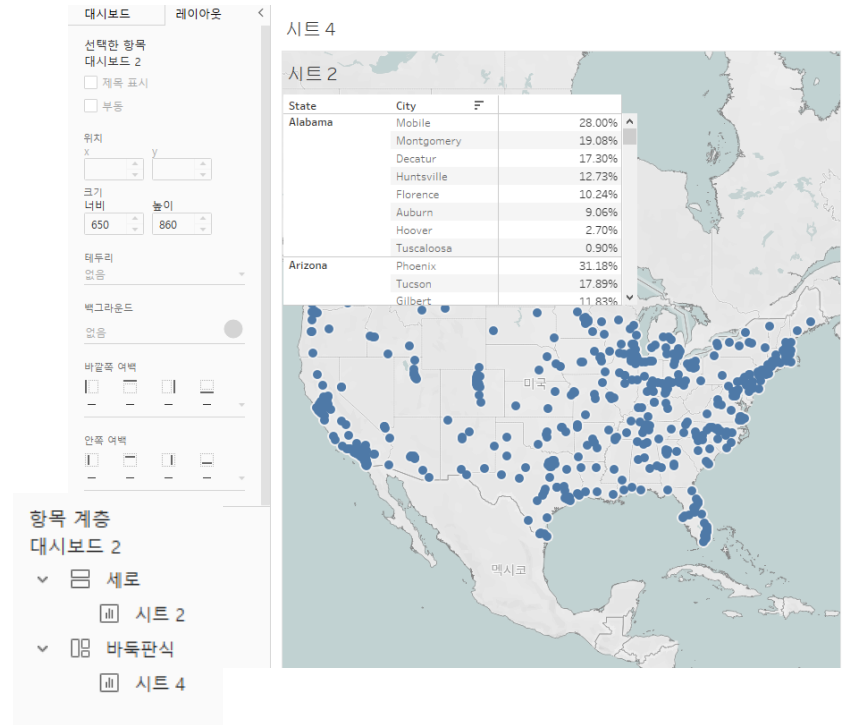 대시보드 레이아웃
선택한 항목
대시보드 2
제목 표시
부동
위치
x y
크기
너비 높이
650 860
테두리
없음
백그라운드
없음
바깥쪽 여백
안쪽 여백
항목 계층
대시보드 2
세로
시트 2
바둑판식
시트 4
시트 4
시트 2
State City
Alabama Mobile 28.00%
Montgomery 19.08%
Decatur 17.30%
Huntsville 12.73%
Florence 10.24%
Auburn 9.06%
Hoover 2.70%
Tuscaloosa 0.90%
Arizona Phoenix 31.18%
Tucson 17.89%
Gilbert 11.83%
미국
멕시코